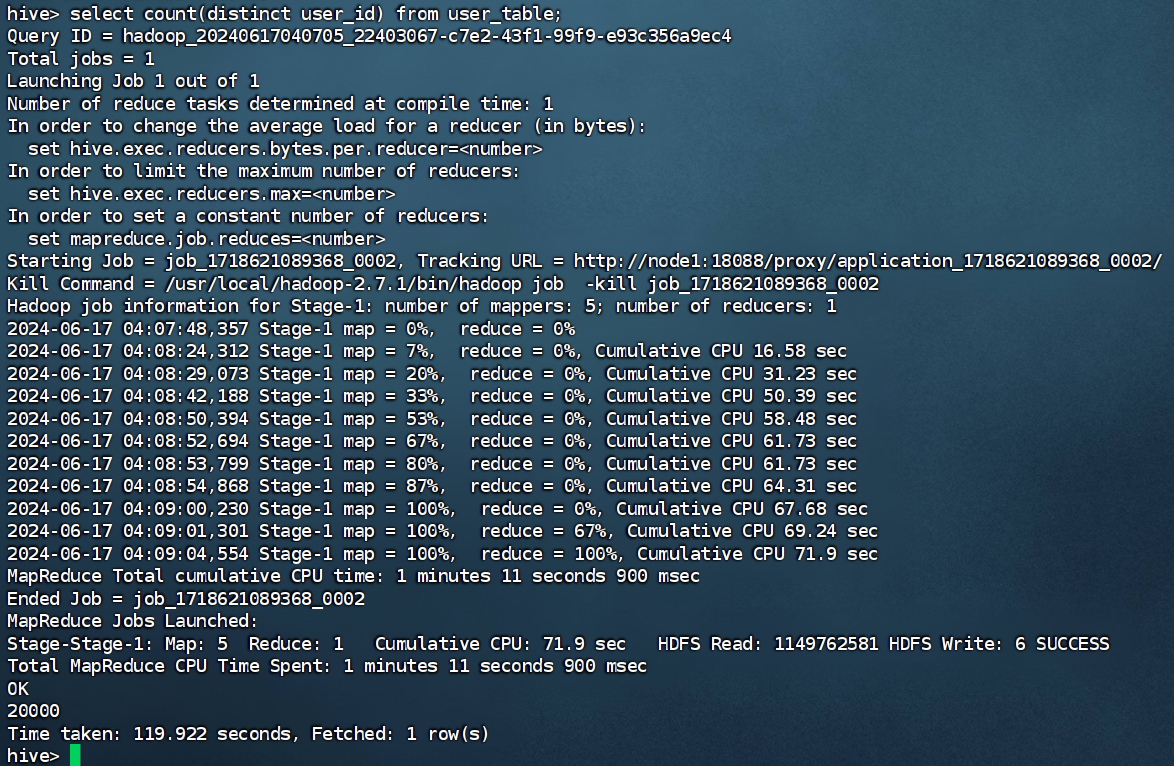 hive> select count(distinct user_id) from user_table;
Query ID = hadoop_20240617040705_22403067-c7e2-43f1-99f9-e93c356a9ec4
Total jobs = 1
Launching Job 1 out of 1
Number of reduce tasks determined at compile time: 1
In order to change the average load for a reducer (in bytes):
  set hive.exec.reducers.bytes.per.reducer=<number>
In order to limit the maximum number of reducers:
  set hive.exec.reducers.max=<number>
In order to set a constant number of reducers:
  set mapreduce.job.reduces=<number>
Starting Job = job_1718621089368_0002, Tracking URL = http://node1:18088/proxy/application_1718621089368_0002/
Kill Command = /usr/local/hadoop-2.7.1/bin/hadoop job  -kill job_1718621089368_0002
Hadoop job information for Stage-1: number of mappers: 5; number of reducers: 1
2024-06-17 04:07:48,357 Stage-1 map = 0%,  reduce = 0%
2024-06-17 04:08:24,312 Stage-1 map = 7%,  reduce = 0%, Cumulative CPU 16.58 sec
2024-06-17 04:08:29,073 Stage-1 map = 20%,  reduce = 0%, Cumulative CPU 31.23 sec
2024-06-17 04:08:42,188 Stage-1 map = 33%,  reduce = 0%, Cumulative CPU 50.39 sec
2024-06-17 04:08:50,394 Stage-1 map = 53%,  reduce = 0%, Cumulative CPU 58.48 sec
2024-06-17 04:08:52,694 Stage-1 map = 67%,  reduce = 0%, Cumulative CPU 61.73 sec
2024-06-17 04:08:53,799 Stage-1 map = 80%,  reduce = 0%, Cumulative CPU 61.73 sec
2024-06-17 04:08:54,868 Stage-1 map = 87%,  reduce = 0%, Cumulative CPU 64.31 sec
2024-06-17 04:09:00,230 Stage-1 map = 100%,  reduce = 0%, Cumulative CPU 67.68 sec
2024-06-17 04:09:01,301 Stage-1 map = 100%,  reduce = 67%, Cumulative CPU 69.24 sec
2024-06-17 04:09:04,554 Stage-1 map = 100%,  reduce = 100%, Cumulative CPU 71.9 sec
MapReduce Total cumulative CPU time: 1 minutes 11 seconds 900 msec
Ended Job = job_1718621089368_0002
MapReduce Jobs Launched:
Stage-Stage-1: Map: 5  Reduce: 1   Cumulative CPU: 71.9 sec   HDFS Read: 1149762581 HDFS Write: 6 SUCCESS
Total MapReduce CPU Time Spent: 1 minutes 11 seconds 900 msec
OK
20000
Time taken: 119.922 seconds, Fetched: 1 row(s)
hive>